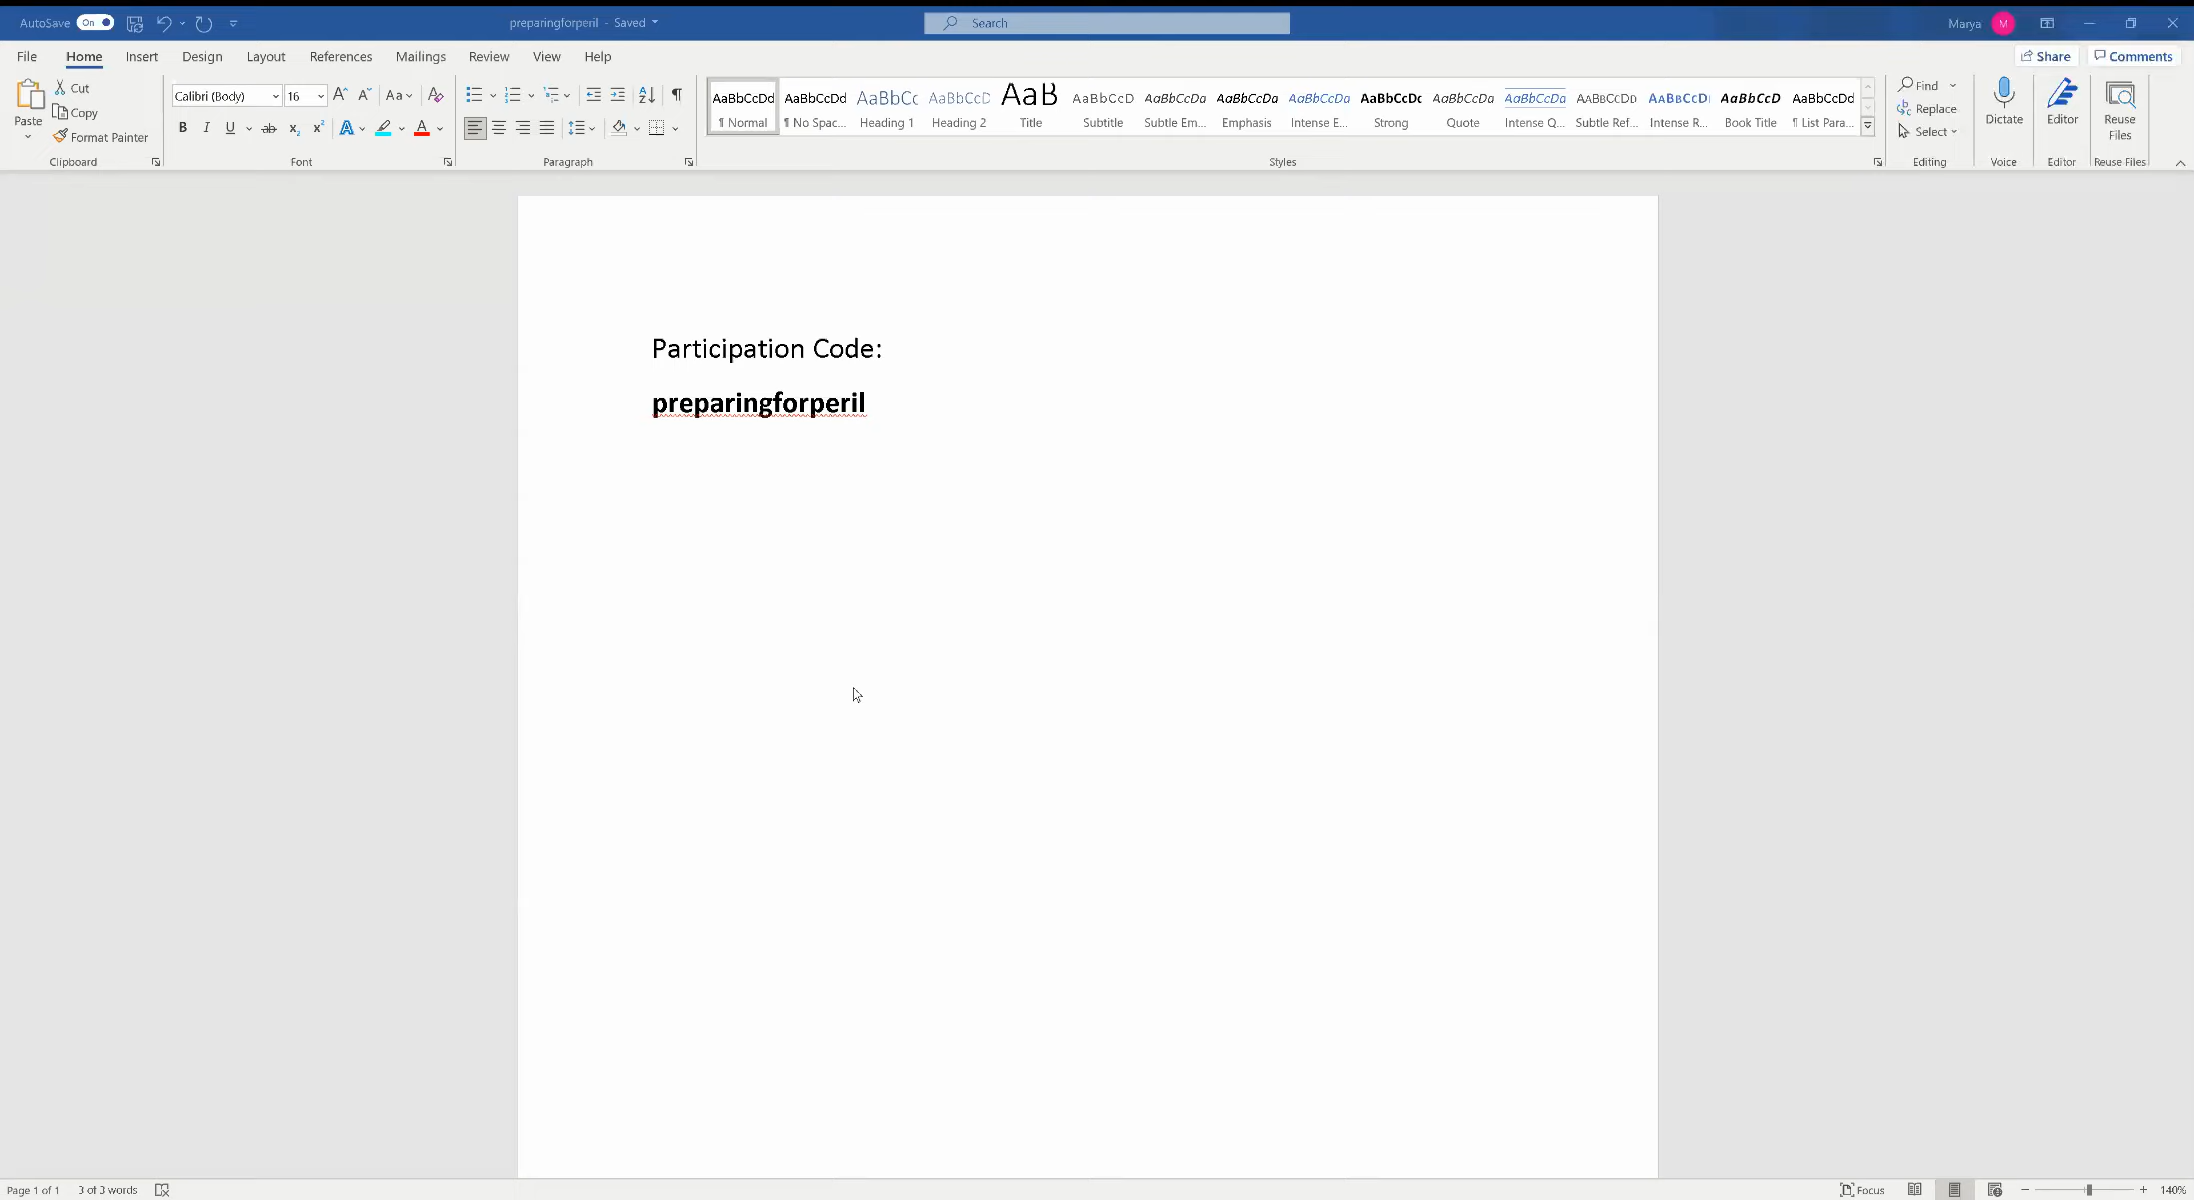 AutoSave On preparingforperil - Saved Search Marya M
File Home Insert Design Layout References Mailings Review View Help Share Comments
Paste Cut Copy Format Painter Clipboard
Calibri (Body) 16 Font
Paragraph
AaBbCcDd AaBbCcDd AaBbCc AaBbCcD AaB AaBbCcD AaBbCcDa AaBbCcDa AaBbCcDa AaBbCcDc AaBbCcDa AaBbCcDa AaBbCcDd AaBbCcD AaBbCcD AaBbCcDd
¶ Normal ¶ No Spac... Heading 1 Heading 2 Title Subtitle Subtle Em... Emphasis Intense E... Strong Quote Intense Q... Subtle Ref... Intense R... Book Title ¶ List Para...
Styles
Find Replace Select Editing
Dictate Voice
Editor Editor
Reuse Files Reuse Files
Participation Code:
preparingforperil
Page 1 of 1 3 of 3 words Focus 140%